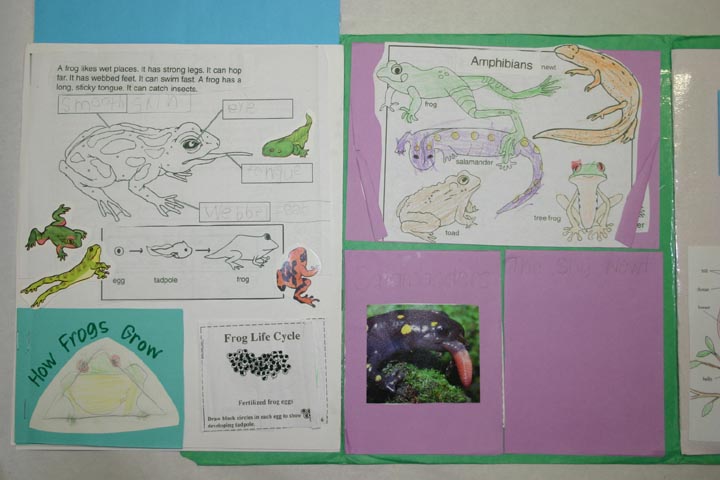 A frog likes wet places. It has strong legs. It can hop
far. It has webbed feet. It can swim fast. A frog has a
long, sticky tongue. It can catch insects.
Smooth Skin
eye
tongue
Webbed feet
egg
tadpole
frog
How Frogs Grow
Frog Life Cycle
Fertilized frog eggs
Draw black circles in each egg to show
developing tadpole.
Amphibians
newt
frog
salamander
toad
tree frog
The